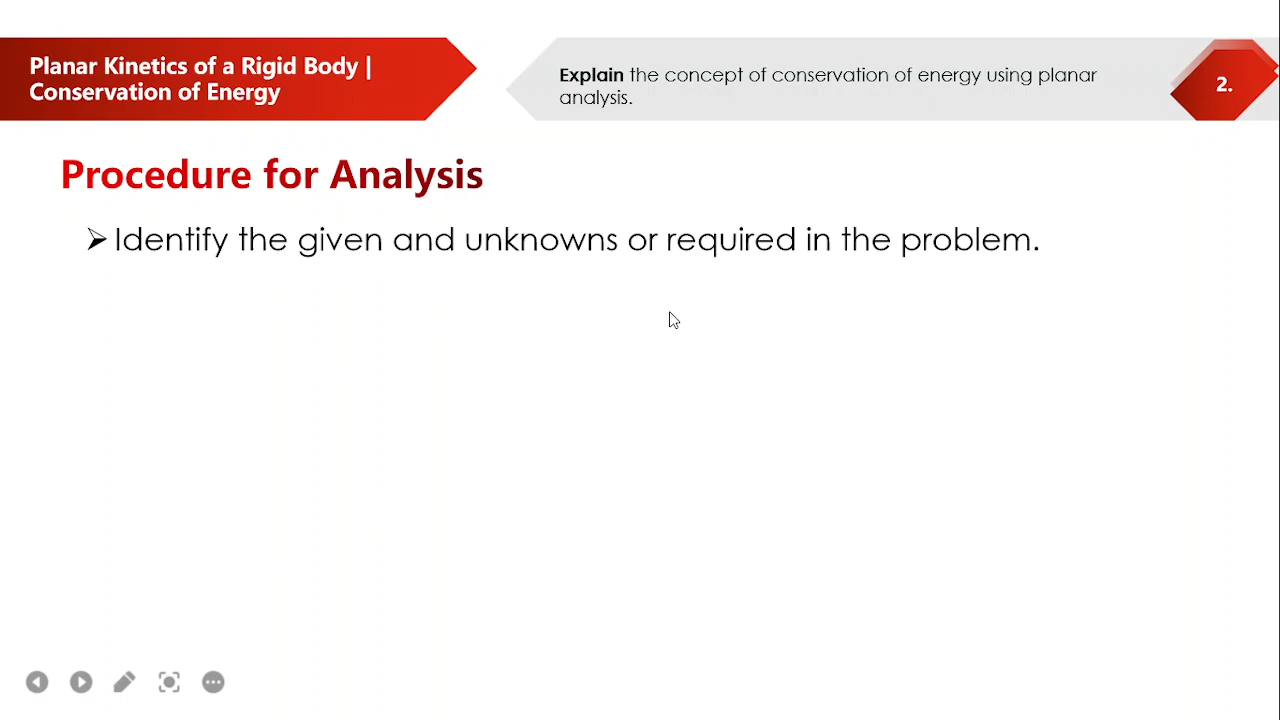 Planar Kinetics of a Rigid Body |
Conservation of Energy
Explain the concept of conservation of energy using planar
analysis.
2.
Procedure for Analysis
Identify the given and unknowns or required in the problem.